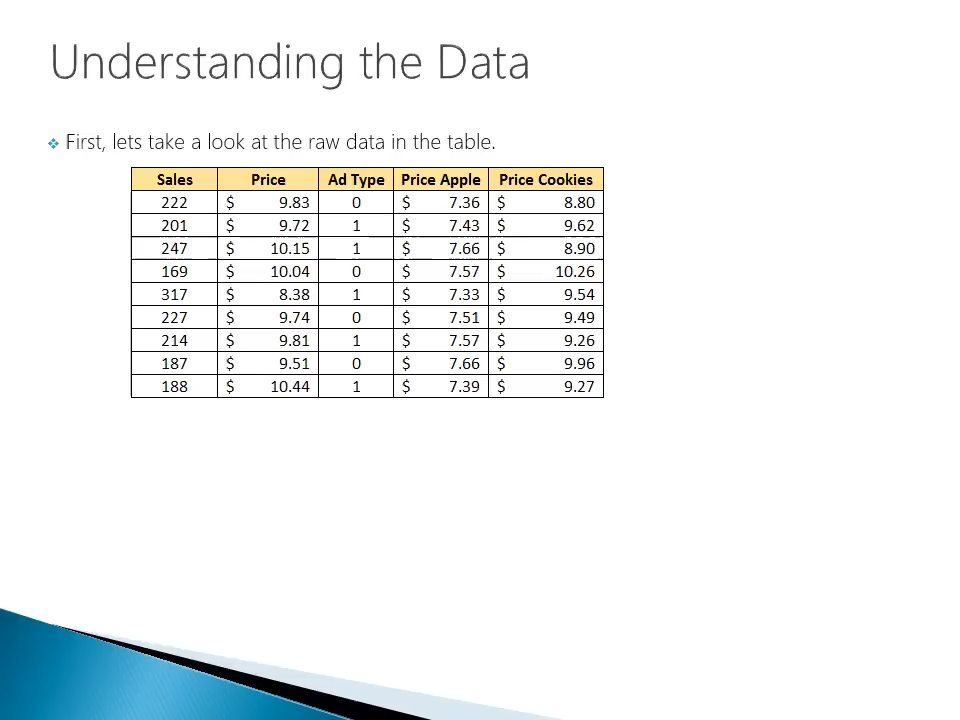 Understanding the Data
First, lets take a look at the raw data in the table.
Sales Price Ad Type Price Apple Price Cookies
222 $ 9.83 0 $ 7.36 $ 8.80
201 $ 9.72 1 $ 7.43 $ 9.62
247 $ 10.15 1 $ 7.66 $ 8.90
169 $ 10.04 0 $ 7.57 $ 10.26
317 $ 8.38 1 $ 7.33 $ 9.54
227 $ 9.74 0 $ 7.51 $ 9.49
214 $ 9.81 1 $ 7.57 $ 9.26
187 $ 9.51 0 $ 7.66 $ 9.96
188 $ 10.44 1 $ 7.39 $ 9.27